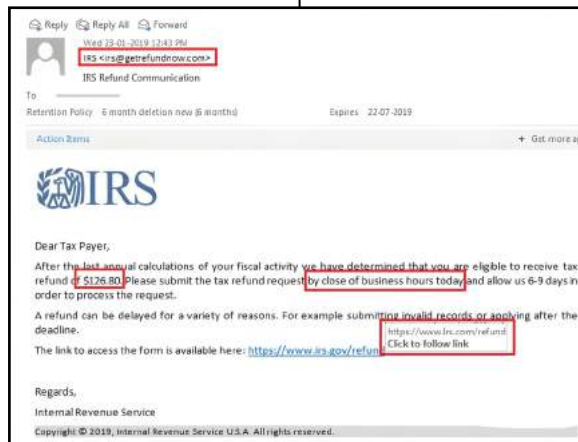 Reply Reply All Forward
Wed 23-01-2019 12:43 PM
IRS <irs@getrefundnow.com>
IRS Refund Communication
To
Retention Policy 6 month deletion new (6 months) Expires 22-07-2019
Action Items + Get more
IRS
Dear Tax Payer,
After the last annual calculations of your fiscal activity we have determined that you are eligible to receive tax
refund of $126.80. Please submit the tax refund request by close of business hours today and allow us 6-9 days in
order to process the request.
A refund can be delayed for a variety of reasons. For example submitting invalid records or applying after the
deadline.
https://www.irs.com/refund
Click to follow link
The link to access the form is available here: https://www.irs.gov/refun
Regards,
Internal Revenue Service
Copyright © 2019, Internal Revenue Service U.S.A. All rights reserved.